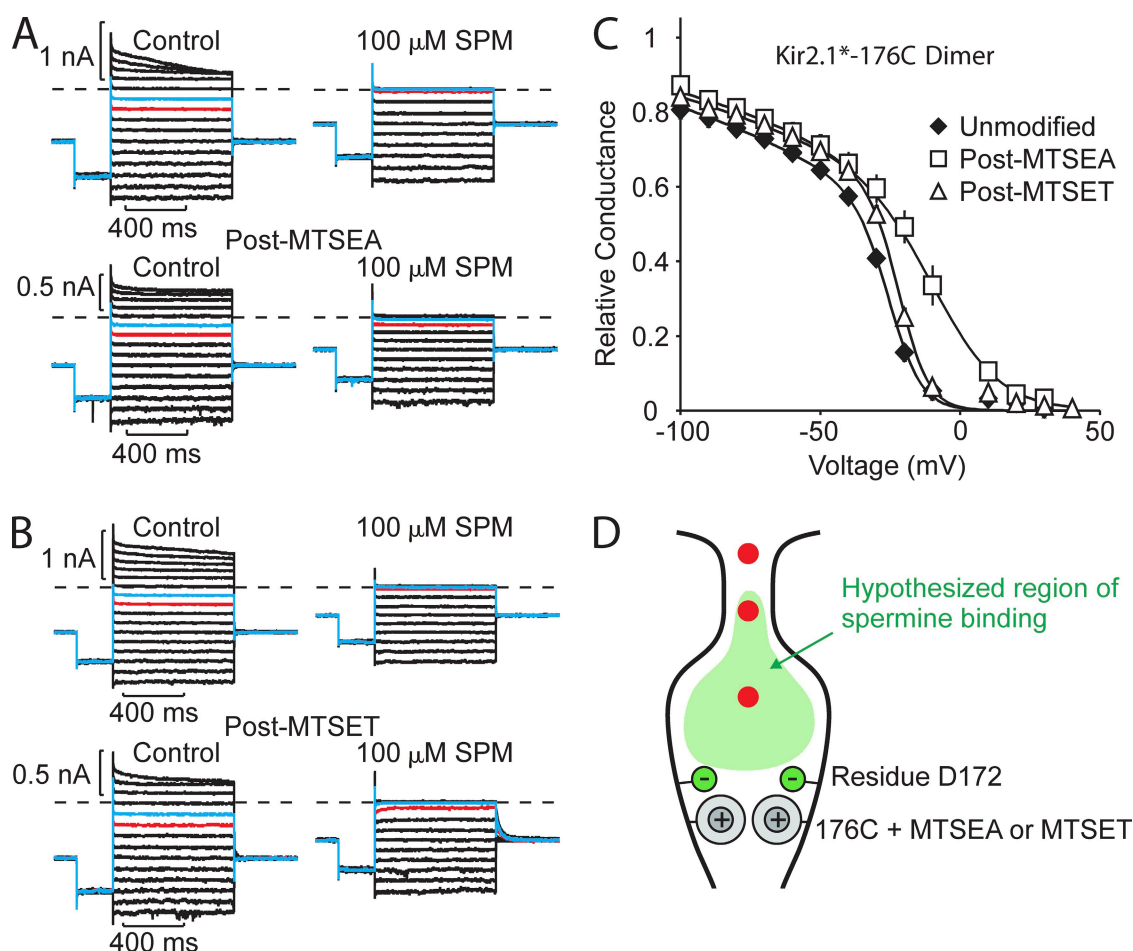 A
Control
100 μM SPM
1 nA
400 ms
Post-MTSEA
Control
100 μM SPM
0.5 nA
400 ms
B
Control
100 μM SPM
1 nA
400 ms
Post-MTSET
Control
100 μM SPM
0.5 nA
400 ms
C
Kir2.1*-176C Dimer
Unmodified
Post-MTSEA
Post-MTSET
Relative Conductance
1
0.8
0.6
0.4
0.2
0
-100
-50
0
50
Voltage (mV)
D
Hypothesized region of
spermine binding
- -
Residue D172
+ +
176C + MTSEA or MTSET